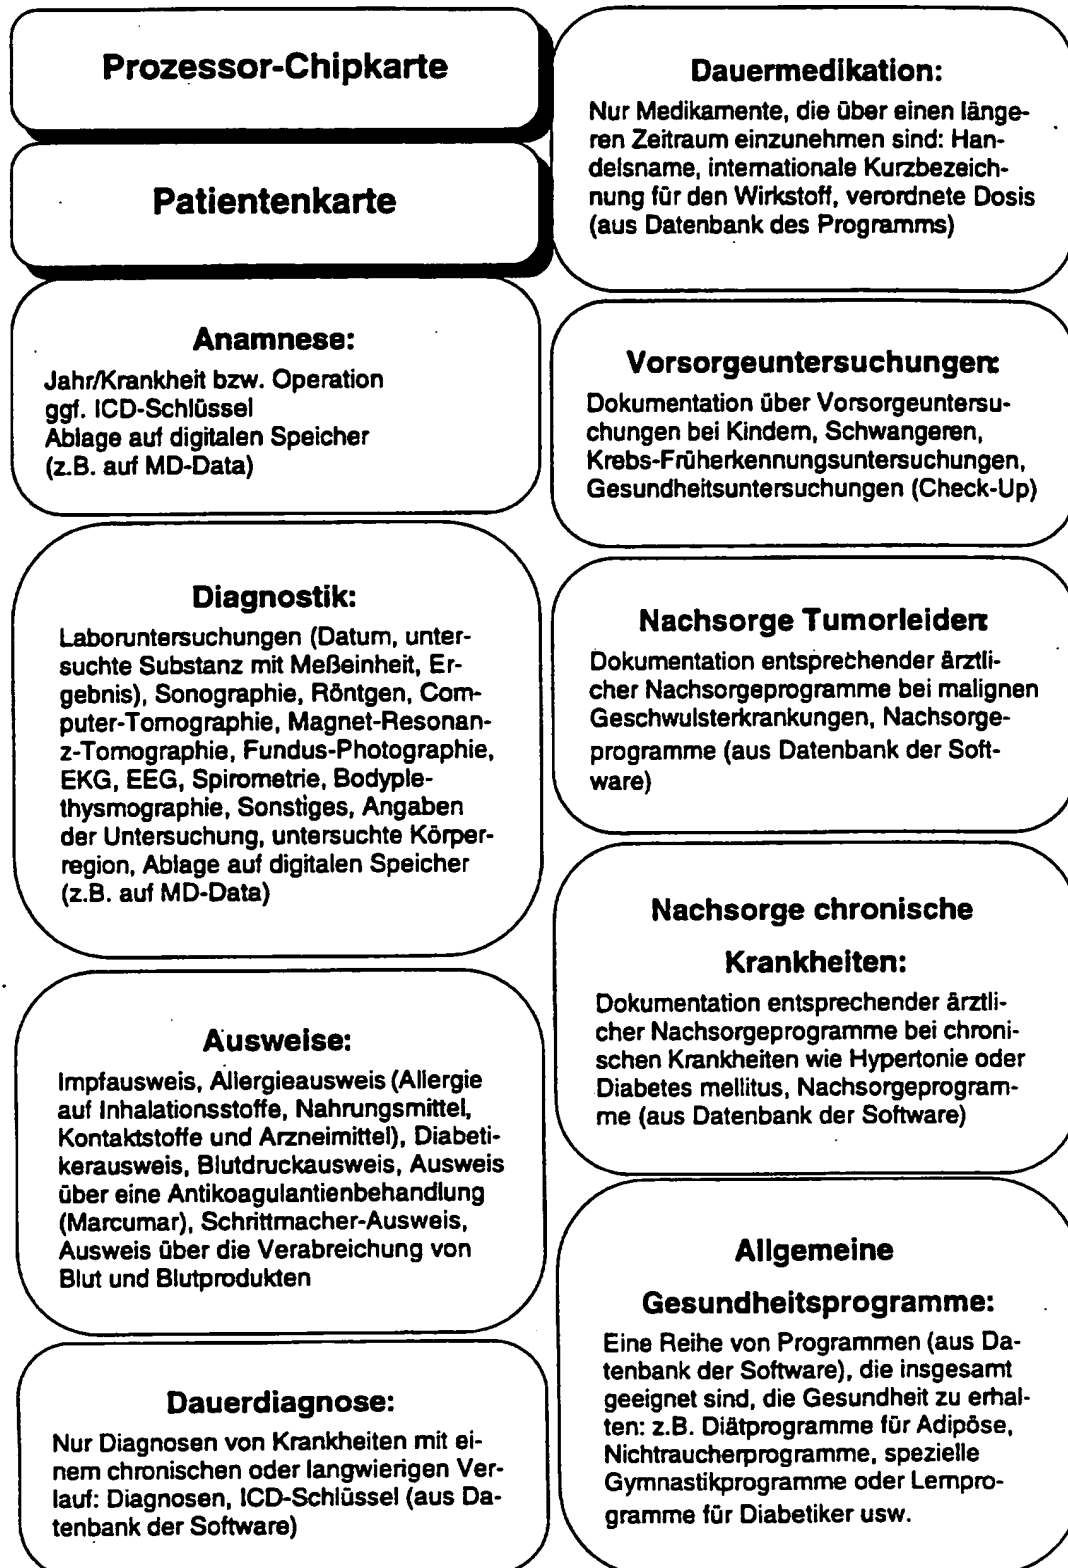 Prozessor-Chipkarte
Patientenkarte
Anamnese:
Jahr/Krankheit bzw. Operation
ggf. ICD-Schlüssel
Ablage auf digitalen Speicher
(z.B. auf MD-Data)
Diagnostik:
Laboruntersuchungen (Datum, unter-
suchte Substanz mit Meßeinheit, Er-
gebnis), Sonographie, Röntgen, Com-
puter-Tomographie, Magnet-Resonan-
z-Tomographie, Fundus-Photographie,
EKG, EEG, Spirometrie, Bodyple-
thysmographie, Sonstiges, Angaben
der Untersuchung, untersuchte Körper-
region, Ablage auf digitalen Speicher
(z.B. auf MD-Data)
Ausweise:
Impfausweis, Allergieausweis (Allergie
auf Inhalationsstoffe, Nahrungsmittel,
Kontaktstoffe und Arzneimittel), Diabeti-
kerausweis, Blutdruckausweis, Ausweis
über eine Antikoagulantienbehandlung
(Marcumar), Schrittmacher-Ausweis,
Ausweis über die Verabreichung von
Blut und Blutprodukten
Dauerdiagnose:
Nur Diagnosen von Krankheiten mit ei-
nem chronischen oder langwierigen Ver-
lauf: Diagnosen, ICD-Schlüssel (aus Da-
tenbank der Software)
Dauermedikation:
Nur Medikamente, die über einen länge-
ren Zeitraum einzunehmen sind: Han-
delsname, internationale Kurzbezeich-
nung für den Wirkstoff, verordnete Dosis
(aus Datenbank des Programms)
Vorsorgeuntersuchungen:
Dokumentation über Vorsorgeuntersu-
chungen bei Kindern, Schwangeren,
Krebs-Früherkennungsuntersuchungen,
Gesundheitsuntersuchungen (Check-Up)
Nachsorge Tumorleiden:
Dokumentation entsprechender ärztli-
cher Nachsorgeprogramme bei malignen
Geschwulsterkrankungen, Nachsorge-
programme (aus Datenbank der Soft-
ware)
Nachsorge chronische
Krankheiten:
Dokumentation entsprechender ärztli-
cher Nachsorgeprogramme bei chroni-
schen Krankheiten wie Hypertonie oder
Diabetes mellitus, Nachsorgeprogram-
me (aus Datenbank der Software)
Allgemeine
Gesundheitsprogramme:
Eine Reihe von Programmen (aus Da-
tenbank der Software), die insgesamt
geeignet sind, die Gesundheit zu erhal-
ten: z.B. Diätprogramme für Adipöse,
Nichtraucherprogramme, spezielle
Gymnastikprogramme oder Lernpro-
gramme für Diabetiker usw.